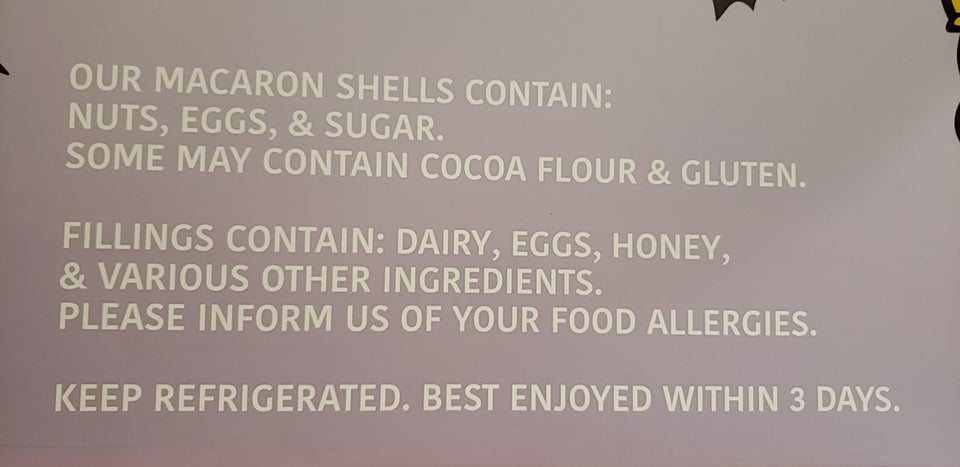 OUR MACARON SHELLS CONTAIN:
NUTS, EGGS, & SUGAR.
SOME MAY CONTAIN COCOA FLOUR & GLUTEN.
FILLINGS CONTAIN: DAIRY, EGGS, HONEY,
& VARIOUS OTHER INGREDIENTS.
PLEASE INFORM US OF YOUR FOOD ALLERGIES.
KEEP REFRIGERATED. BEST ENJOYED WITHIN 3 DAYS.